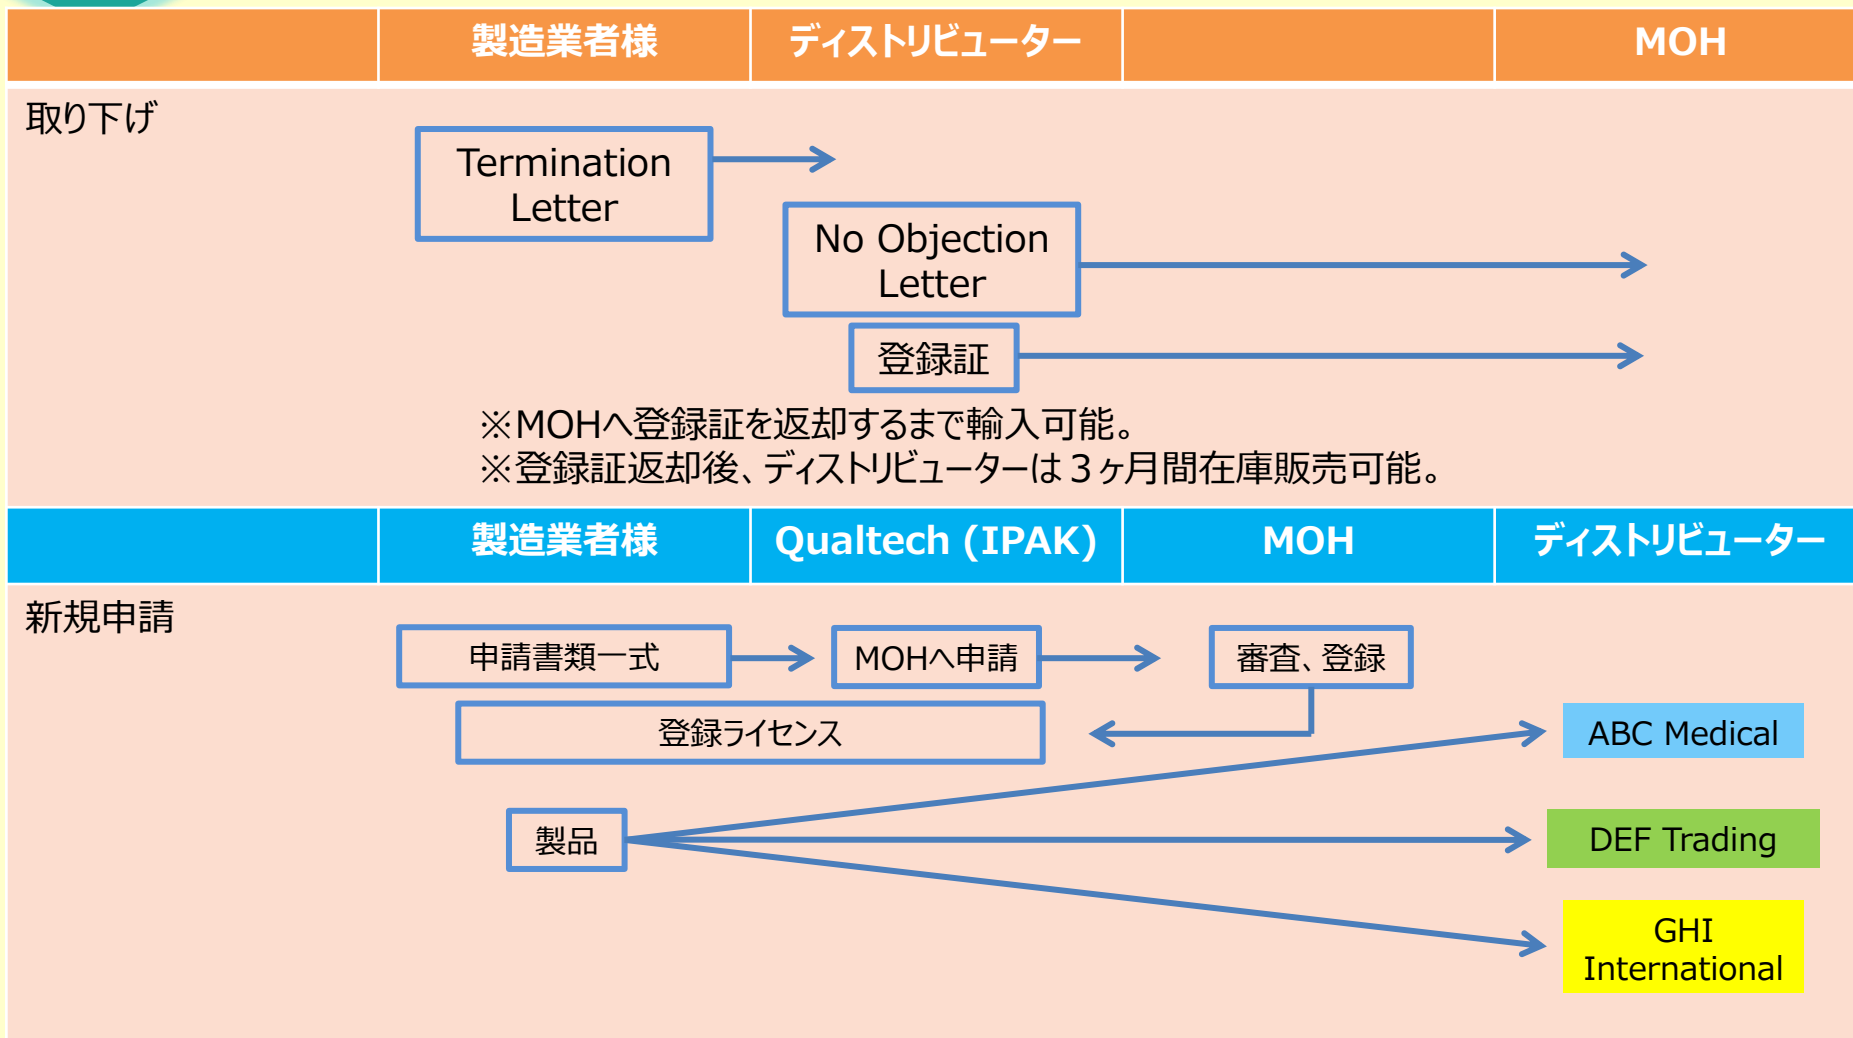 製造業者様 ディストリビューター MOH
取り下げ
Termination
Letter
No Objection
Letter
登録証
※MOHへ登録証を返却するまで輸入可能。
※登録証返却後、ディストリビューターは３ヶ月間在庫販売可能。
製造業者様 Qualtech (IPAK) MOH ディストリビューター
新規申請
申請書類一式 MOHへ申請 審査、登録
登録ライセンス
ABC Medical
製品
DEF Trading
GHI
International